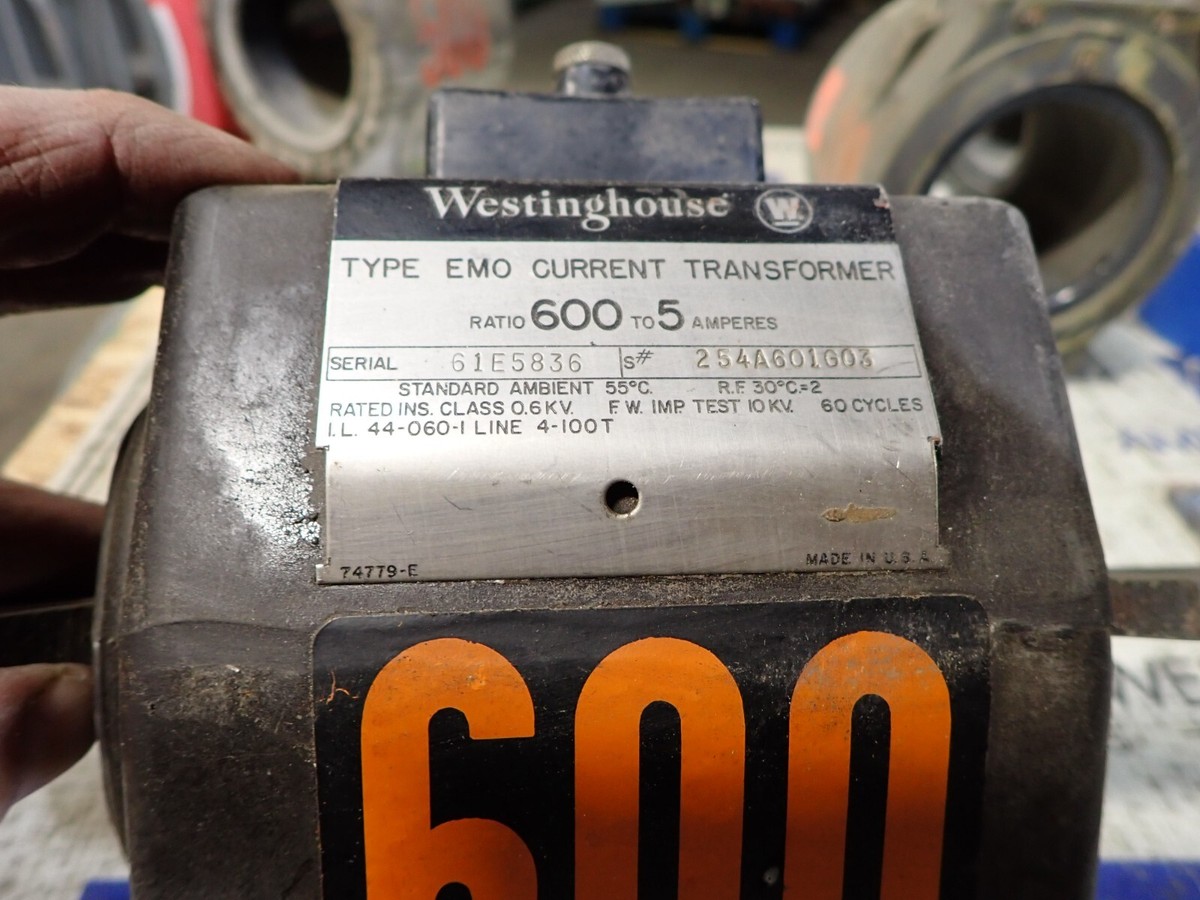 Westinghouse W
TYPE EMO CURRENT TRANSFORMER
RATIO 600 TO 5 AMPERES
SERIAL 61E5836 S# 254A601G03
STANDARD AMBIENT 55°C. R.F. 30°C=2
RATED INS. CLASS 0.6 KV. F.W. IMP. TEST 10 KV. 60 CYCLES
I.L. 44-060-1 LINE 4-100T
74779-E MADE IN U.S.A.
600